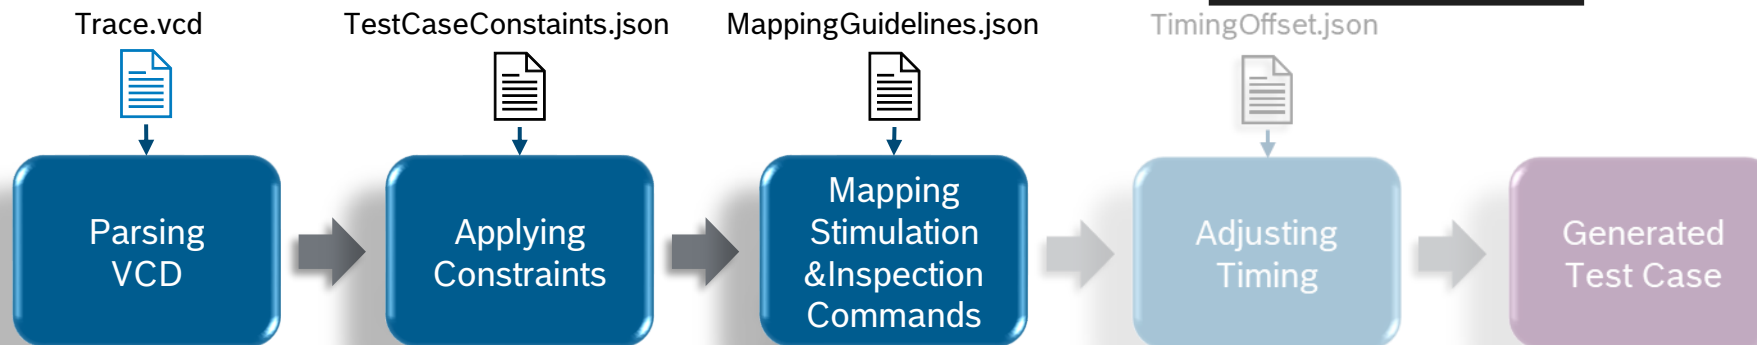 Trace.vcd
TestCaseConstaints.json
MappingGuidelines.json
TimingOffset.json
Parsing
VCD
Applying
Constraints
Mapping
Stimulation
&Inspection
Commands
Adjusting
Timing
Generated
Test Case